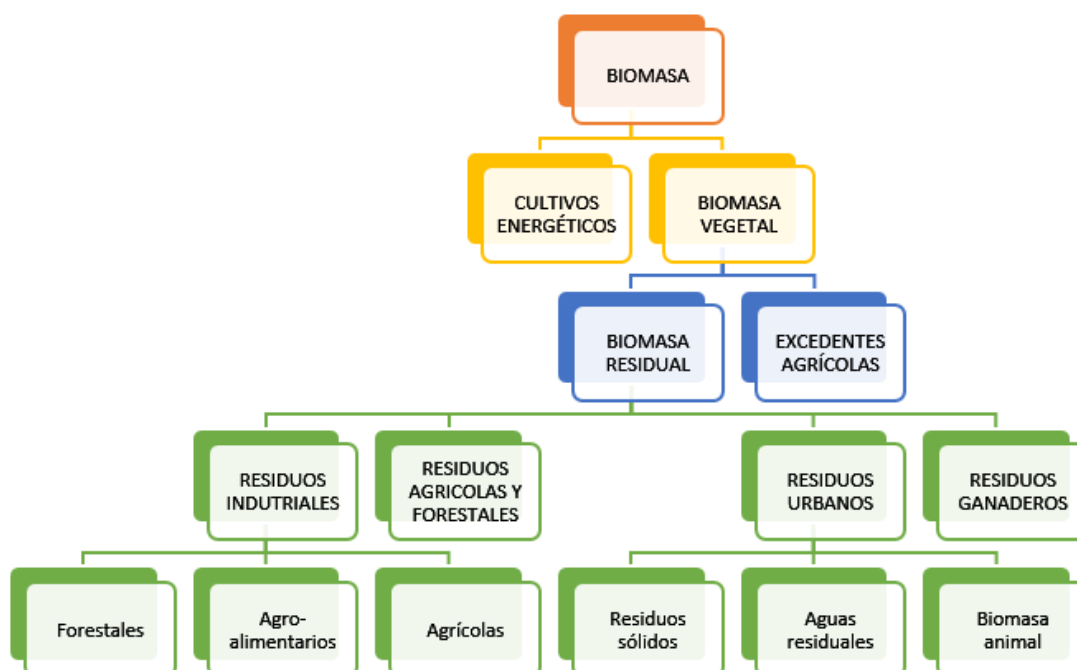 BIOMASA
CULTIVOS
ENERGÉTICOS
BIOMASA
VEGETAL
BIOMASA
RESIDUAL
EXCEDENTES
AGRÍCOLAS
RESIDUOS
INDUTRIALES
RESIDUOS
AGRICOLAS Y
FORESTALES
RESIDUOS
URBANOS
RESIDUOS
GANADEROS
Forestales
Agro-
alimentarios
Agrícolas
Residuos
sólidos
Aguas
residuales
Biomasa
animal